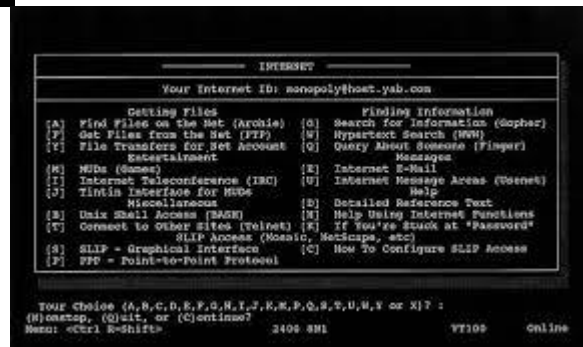 INTERNET
Your Internet ID: monopoly@host.yab.com
Getting Files Finding Information
[A] Find Files on the Net (Archie) [G] Search for Information (Gopher)
[F] Get Files from the Net (FTP) [W] Hypertext Search (WWW)
[Y] File Transfers for Net Account [Q] Query About Someone (Finger)
Entertainment Messages
[M] MUDs (Games) [E] Internet E-Mail
[I] Internet Teleconference (IRC) [U] Internet Message Areas (Usenet)
[J] Tintin Interface for MUDs Help
Miscellaneous [D] Detailed Reference Text
[B] Unix Shell Access (BASH) [H] Help Using Internet Functions
[T] Connect to Other Sites (Telnet) [K] If You're Stuck at "Password"
SLIP Access (Mosaic, NetScape, etc)
[S] SLIP - Graphical Interface [C] How To Configure SLIP Access
[P] PPP - Point-to-Point Protocol
Your Choice (A,B,C,D,E,F,G,H,I,J,K,M,P,Q,S,T,U,W,Y or X)? :
(N)onstop, (Q)uit, or (C)ontinue?
Menu: <Ctrl R-Shift> 2400 8N1 VT100 Online